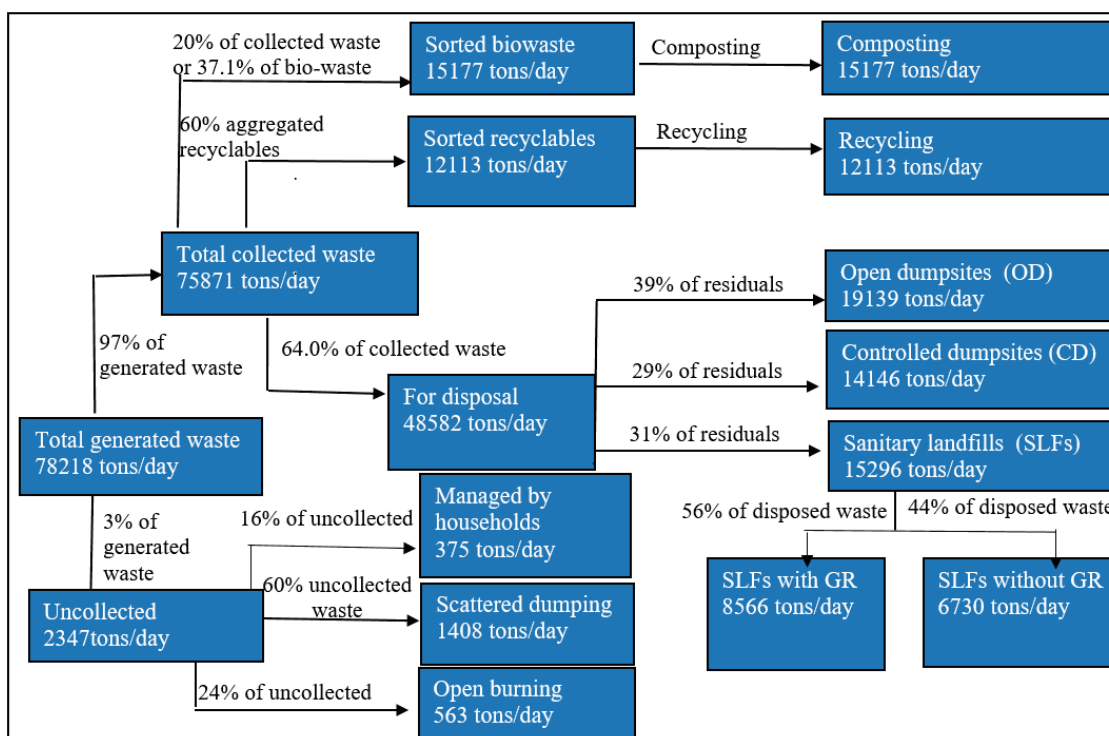 20% of collected waste
or 37.1% of bio-waste
Sorted biowaste
15177 tons/day
Composting
Composting
15177 tons/day
60% aggregated
recyclables
Sorted recyclables
12113 tons/day
Recycling
Recycling
12113 tons/day
Total collected waste
75871 tons/day
39% of residuals
Open dumpsites (OD)
19139 tons/day
97% of
generated waste
64.0% of collected waste
29% of residuals
Controlled dumpsites (CD)
14146 tons/day
For disposal
48582 tons/day
31% of residuals
Sanitary landfills (SLFs)
15296 tons/day
Total generated waste
78218 tons/day
3% of
generated
waste
16% of uncollected
Managed by
households
375 tons/day
56% of disposed waste
44% of disposed waste
60% uncollected
waste
SLFs with GR
8566 tons/day
SLFs without GR
6730 tons/day
Uncollected
2347tons/day
Scattered dumping
1408 tons/day
24% of uncollected
Open burning
563 tons/day